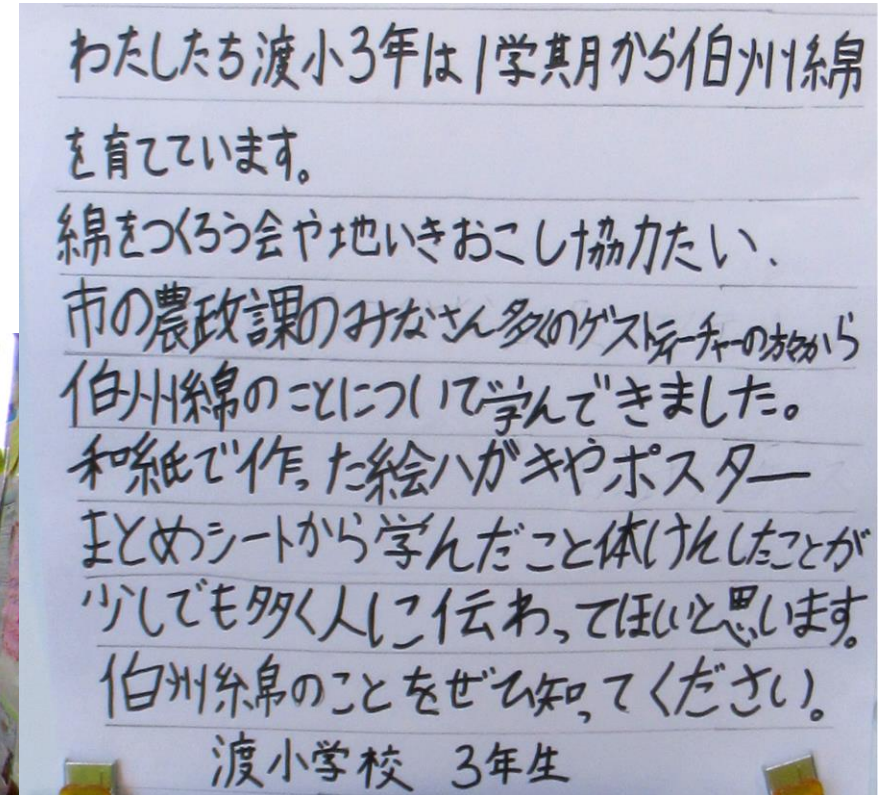 わたしたち渡小3年は1学期から伯州綿
を育てています。
綿をつくろう会や地いきおこし協力たい、
市の農政課のみなさん多くのゲストティーチャーの方々から
伯州綿のことについて学んできました。
和紙で作った絵ハガキやポスター
まとめシートから学んだこと体けんしたことが
少しでも多く人に伝わってほしいと思います。
伯州綿のことをぜひ知ってください。
渡小学校 3年生